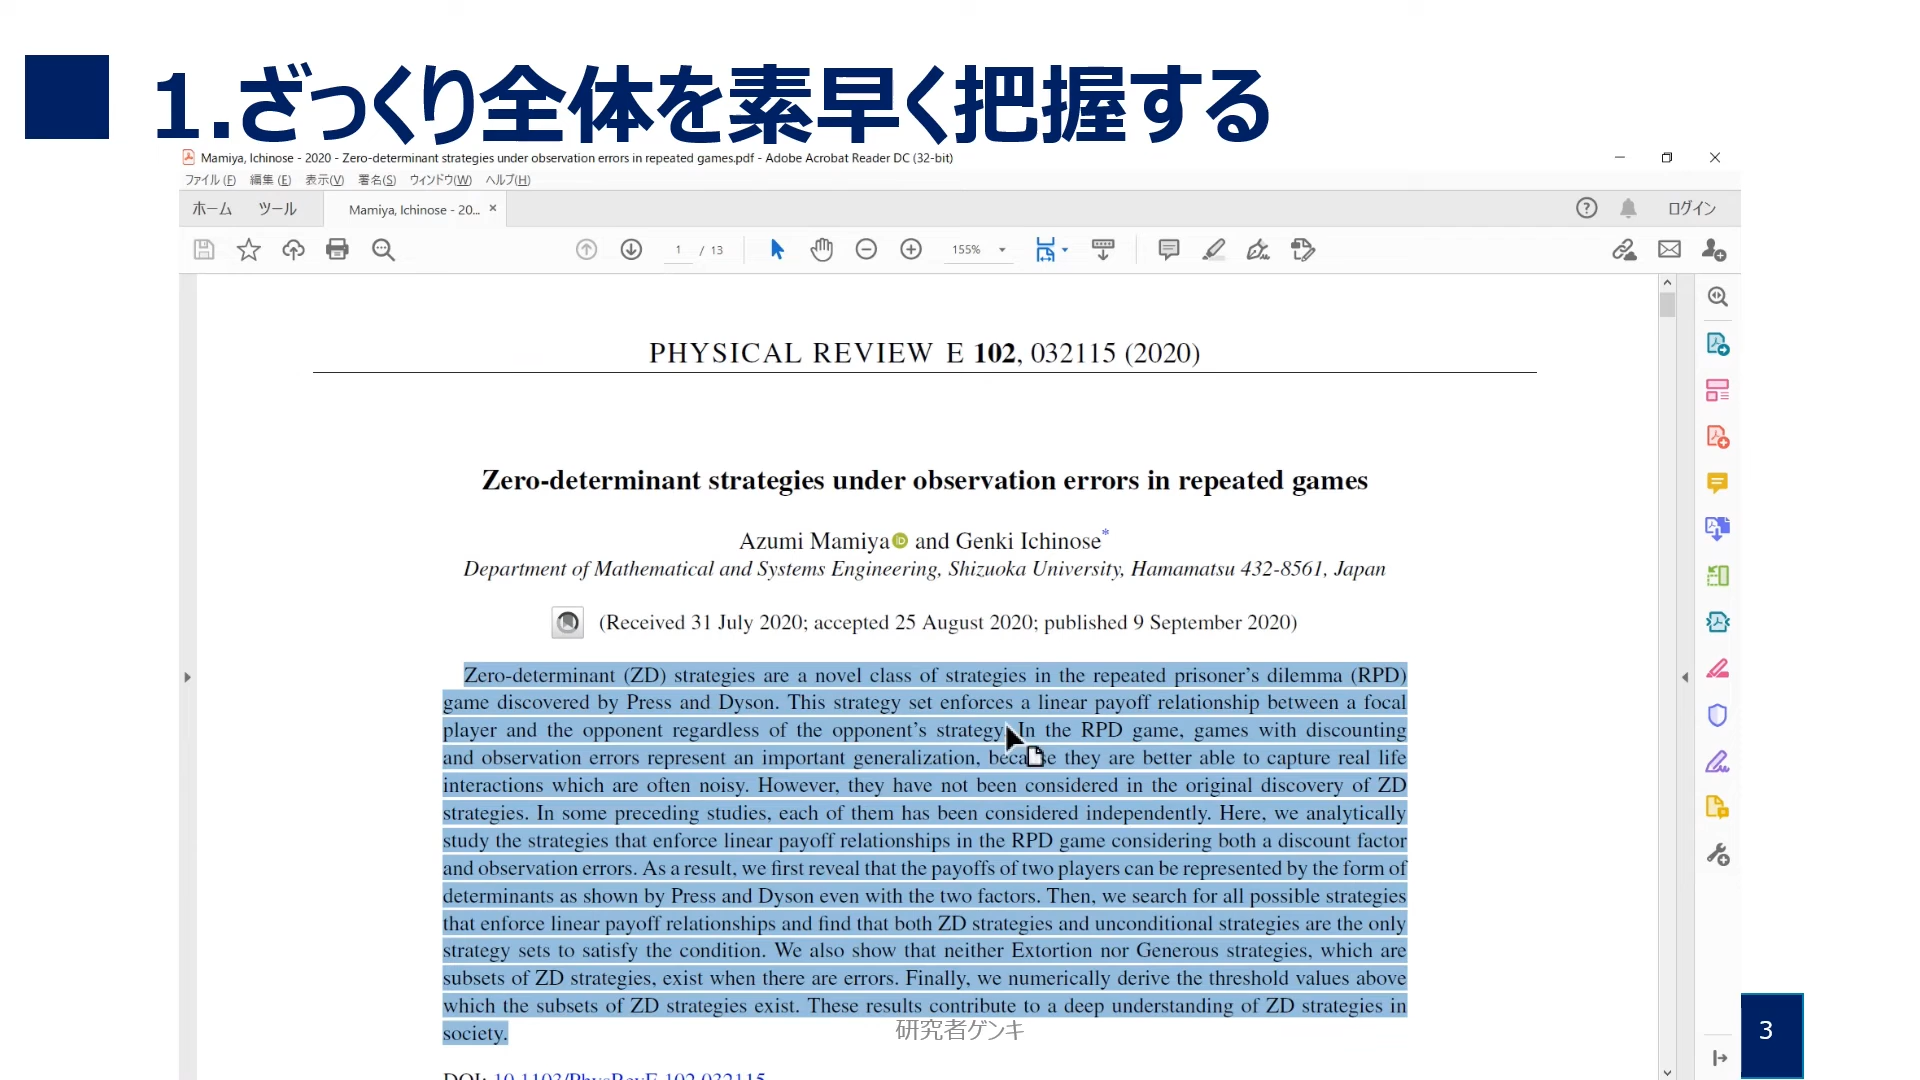 1.ざっくり全体を素早く把握する
Mamiya, Ichinose - 2020 - Zero-determinant strategies under observation errors in repeated games.pdf - Adobe Acrobat Reader DC (32-bit)
ファイル(F) 編集(E) 表示(V) 署名(S) ウィンドウ(W) ヘルプ(H)
ホーム ツール Mamiya, Ichinose - 20... × ログイン
1 / 13 155%
PHYSICAL REVIEW E 102, 032115 (2020)
Zero-determinant strategies under observation errors in repeated games
Azumi Mamiya and Genki Ichinose*
Department of Mathematical and Systems Engineering, Shizuoka University, Hamamatsu 432-8561, Japan
(Received 31 July 2020; accepted 25 August 2020; published 9 September 2020)
Zero-determinant (ZD) strategies are a novel class of strategies in the repeated prisoner's dilemma (RPD)
game discovered by Press and Dyson. This strategy set enforces a linear payoff relationship between a focal
player and the opponent regardless of the opponent's strategy. In the RPD game, games with discounting
and observation errors represent an important generalization, because they are better able to capture real life
interactions which are often noisy. However, they have not been considered in the original discovery of ZD
strategies. In some preceding studies, each of them has been considered independently. Here, we analytically
study the strategies that enforce linear payoff relationships in the RPD game considering both a discount factor
and observation errors. As a result, we first reveal that the payoffs of two players can be represented by the form of
determinants as shown by Press and Dyson even with the two factors. Then, we search for all possible strategies
that enforce linear payoff relationships and find that both ZD strategies and unconditional strategies are the only
strategy sets to satisfy the condition. We also show that neither Extortion nor Generous strategies, which are
subsets of ZD strategies, exist when there are errors. Finally, we numerically derive the threshold values above
which the subsets of ZD strategies exist. These results contribute to a deep understanding of ZD strategies in
society.
研究者ゲンキ
3
DOI: 10.1103/PhysRevE.102.032115